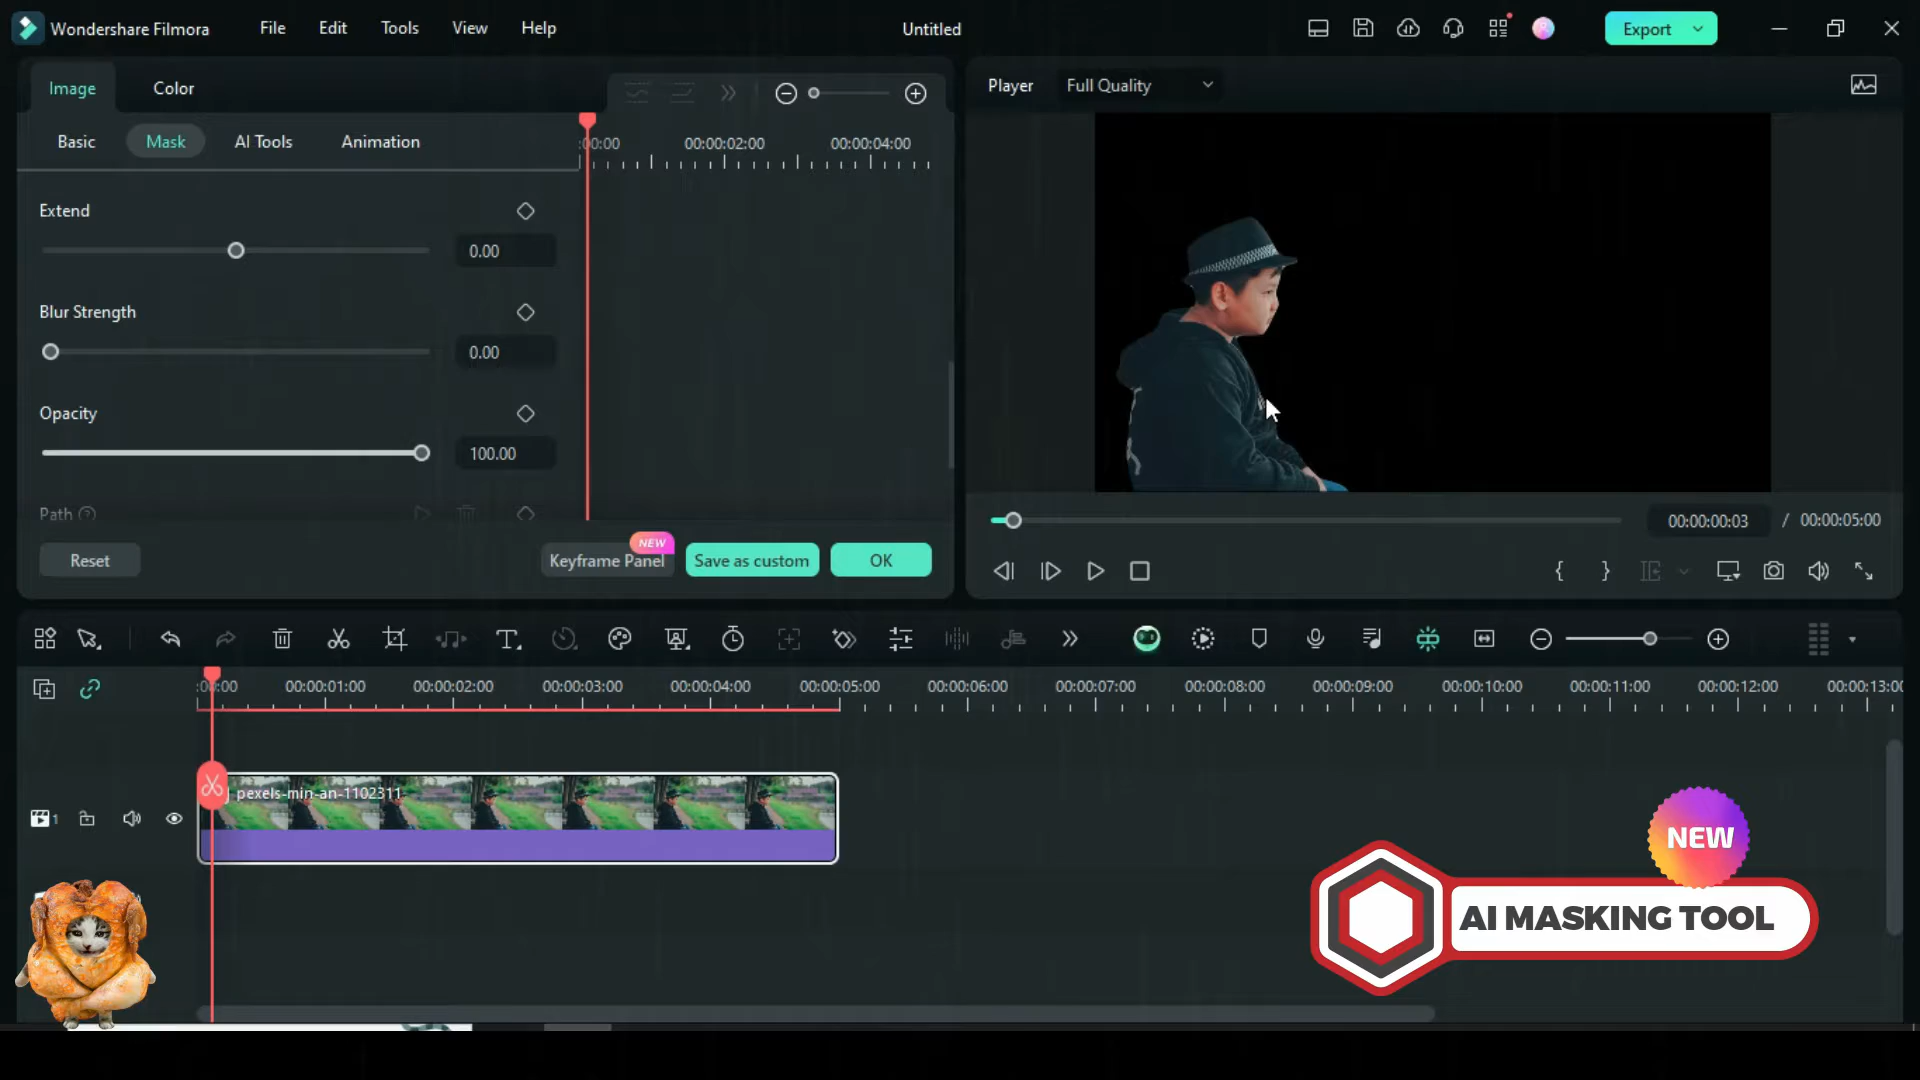 Wondershare Filmora File Edit Tools View Help Untitled Export
Image Color Player Full Quality
Basic Mask AI Tools Animation :00:00 00:00:02:00 00:00:04:00
Extend
0.00
Blur Strength
0.00
Opacity
100.00
Path
00:00:00:03 / 00:00:05:00
Reset Keyframe Panel NEW Save as custom OK
00:00:01:00 00:00:02:00 00:00:03:00 00:00:04:00 00:00:05:00 00:00:06:00 00:00:07:00 00:00:08:00 00:00:09:00 00:00:10:00 00:00:11:00 00:00:12:00 00:00:13:00
pexels-min-an-1102311
1
NEW
AI MASKING TOOL